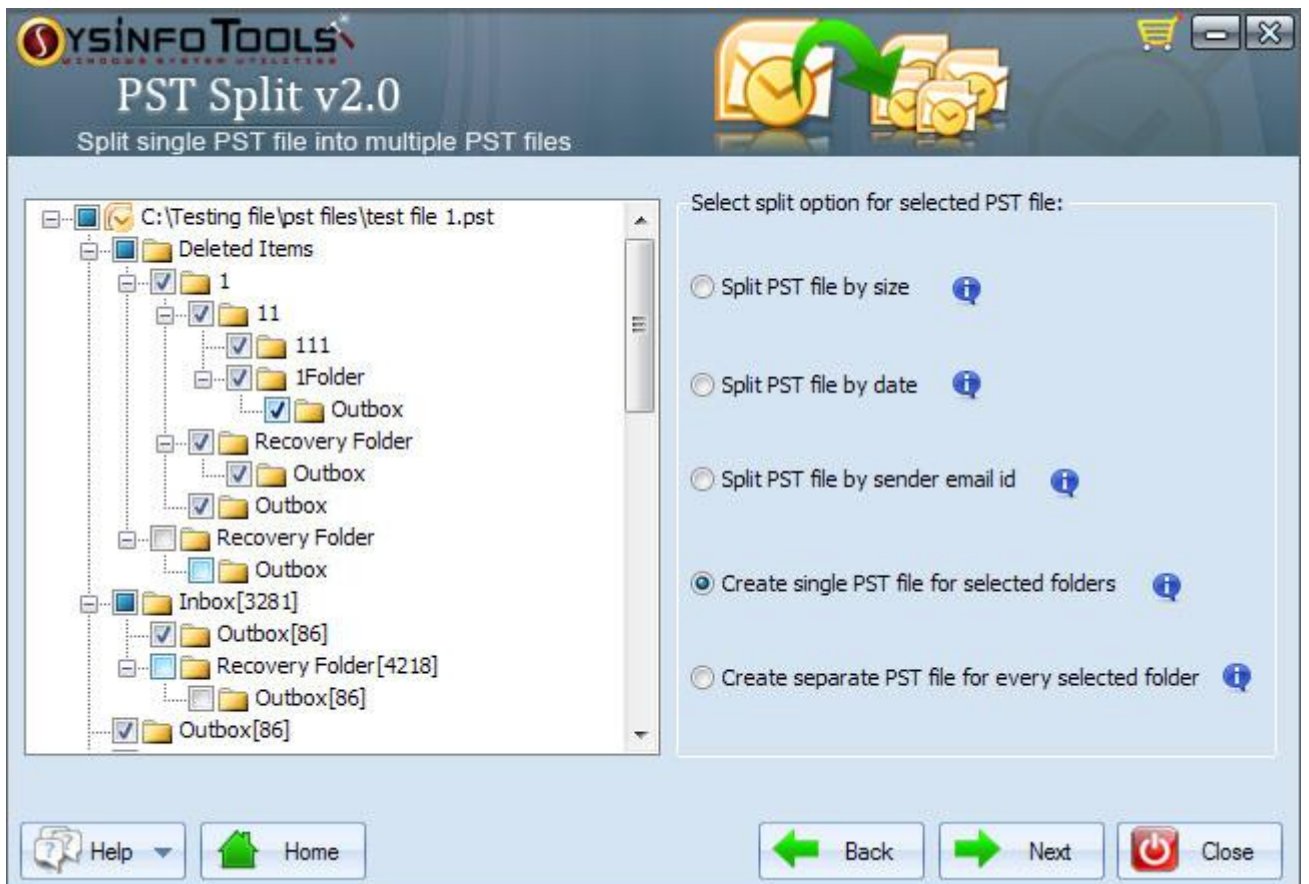 SYSINFO TOOLS
WINDOWS SYSTEM UTILITIES
PST Split v2.0
Split single PST file into multiple PST files
C:\Testing file\pst files\test file 1.pst
Deleted Items
1
11
111
1Folder
Outbox
Recovery Folder
Outbox
Outbox
Recovery Folder
Outbox
Inbox[3281]
Outbox[86]
Recovery Folder[4218]
Outbox[86]
Outbox[86]
Select split option for selected PST file:
Split PST file by size
Split PST file by date
Split PST file by sender email id
Create single PST file for selected folders
Create separate PST file for every selected folder
Help
Home
Back
Next
Close